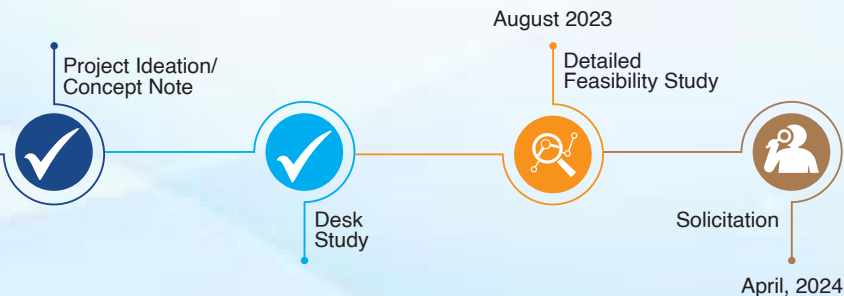 Project Ideation/
Concept Note
Desk
Study
August 2023
Detailed
Feasibility Study
Solicitation
April, 2024